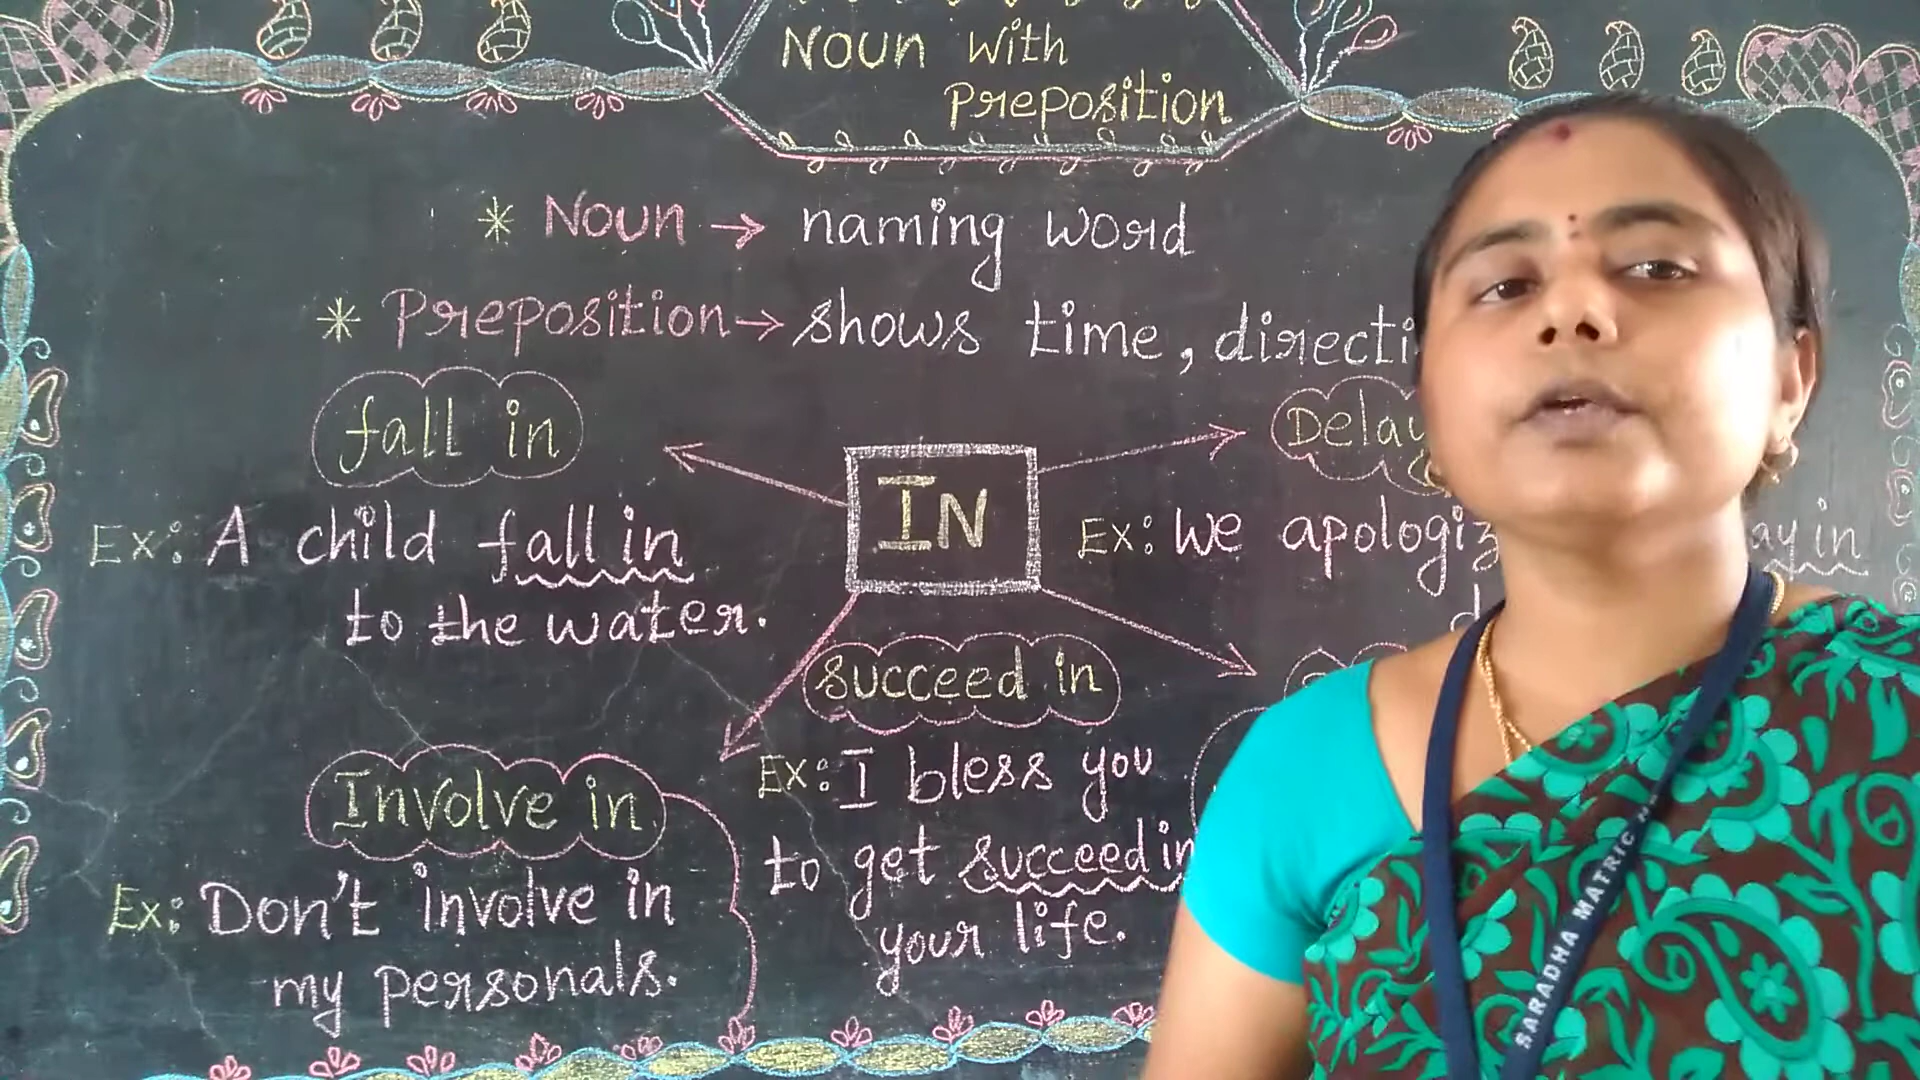 Noun with
Preposition
* Noun → naming word
* Preposition → shows time, directi
fall in
Delay
IN
Ex: A child fall in
to the water.
Ex: We apologiz
ay in
succeed in
Ex: I bless you
to get succeed in
your life.
Involve in
Ex: Don't involve in
my personals.
SARADHA MATRIC H